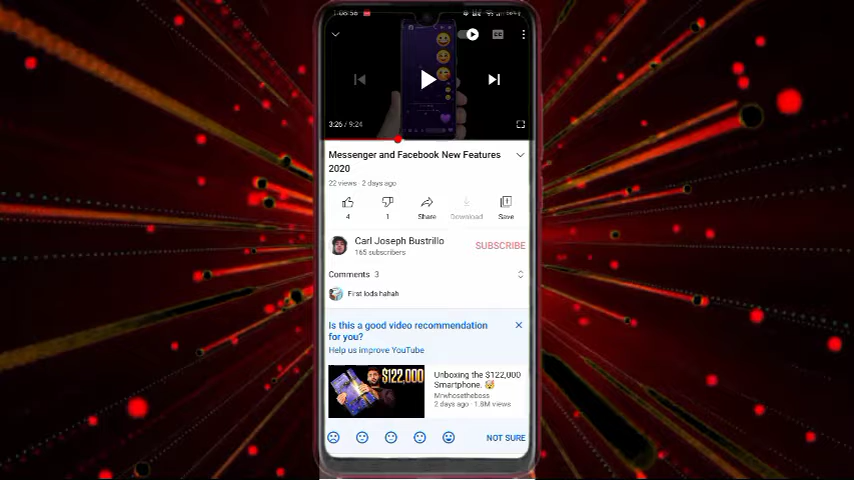 3:26 / 9:24
Messenger and Facebook New Features
2020
22 views · 2 days ago
4
1
Share
Download
Save
Carl Joseph Bustrillo
165 subscribers
SUBSCRIBE
Comments 3
First lods hahah
Is this a good video recommendation
for you?
Help us improve YouTube
$122,000
Unboxing the $122,000
Smartphone. 🤯
Mrwhosetheboss
2 days ago · 1.8M views
NOT SURE